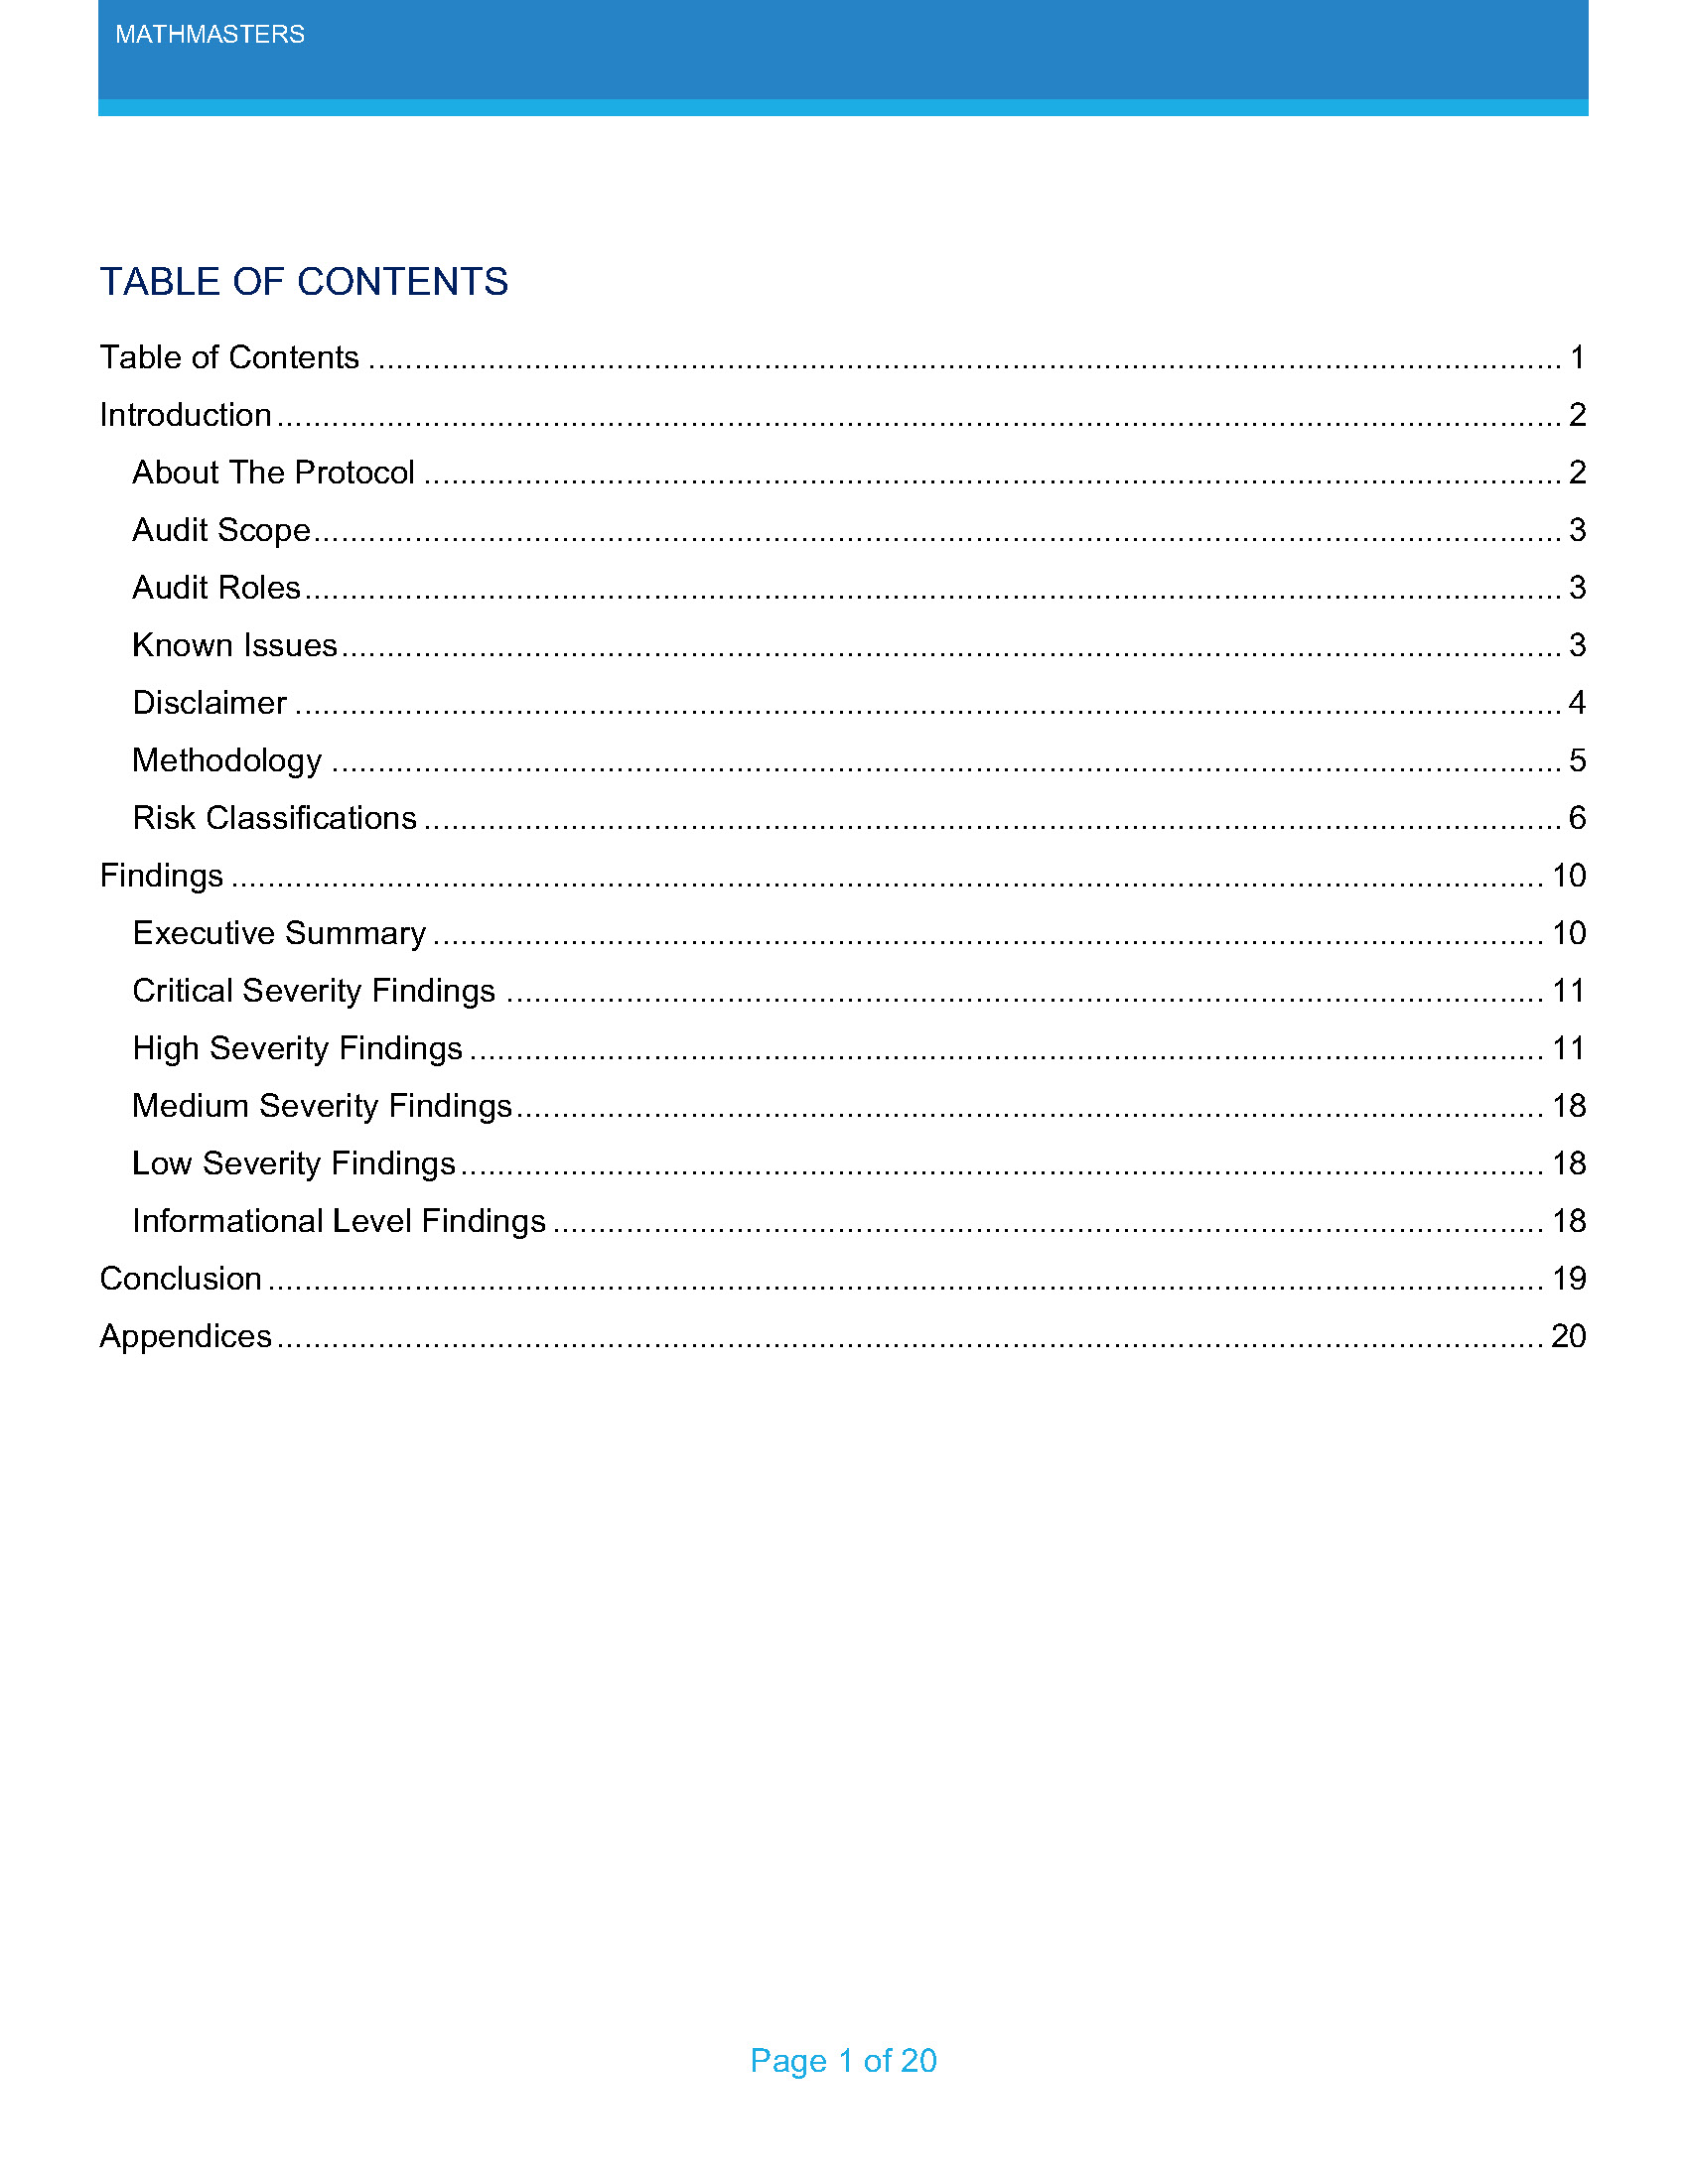 MATHMASTERS
TABLE OF CONTENTS
Table of Contents ........................................................................................................ 1
Introduction ........................................................................................................ 2
About The Protocol ........................................................................................................ 2
Audit Scope ........................................................................................................ 3
Audit Roles ........................................................................................................ 3
Known Issues ........................................................................................................ 3
Disclaimer ........................................................................................................ 4
Methodology ........................................................................................................ 5
Risk Classifications ........................................................................................................ 6
Findings ........................................................................................................ 10
Executive Summary ........................................................................................................ 10
Critical Severity Findings ........................................................................................................ 11
High Severity Findings ........................................................................................................ 11
Medium Severity Findings ........................................................................................................ 18
Low Severity Findings ........................................................................................................ 18
Informational Level Findings ........................................................................................................ 18
Conclusion ........................................................................................................ 19
Appendices ........................................................................................................ 20
Page 1 of 20